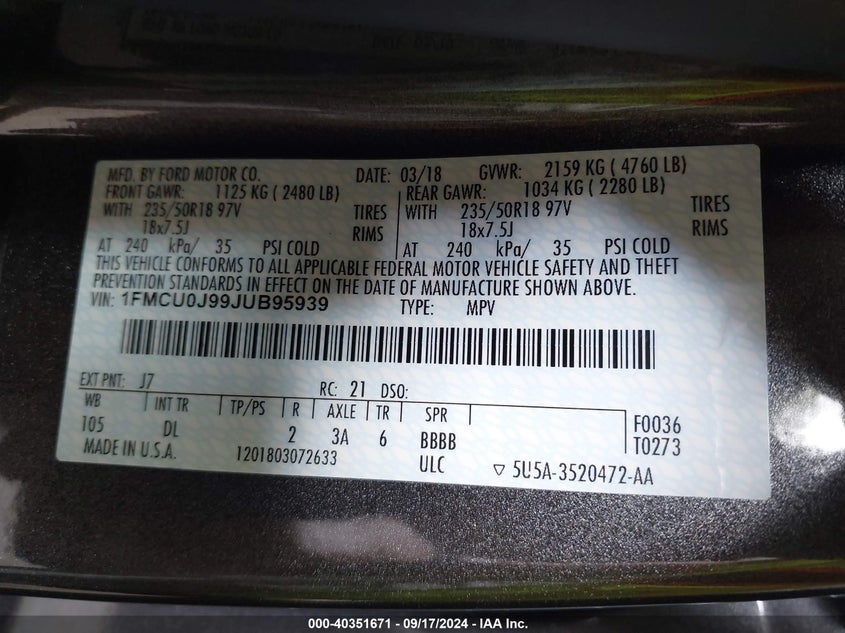 MFD. BY FORD MOTOR CO. DATE: 03/18 GVWR: 2159 KG ( 4760 LB)
FRONT GAWR: 1125 KG ( 2480 LB) REAR GAWR: 1034 KG ( 2280 LB)
WITH 235/50R18 97V TIRES WITH 235/50R18 97V TIRES
18x7.5J RIMS 18x7.5J RIMS
AT 240 kPa/ 35 PSI COLD AT 240 kPa/ 35 PSI COLD
THIS VEHICLE CONFORMS TO ALL APPLICABLE FEDERAL MOTOR VEHICLE SAFETY AND THEFT
PREVENTION STANDARDS IN EFFECT ON THE DATE OF MANUFACTURE SHOWN ABOVE.
VIN: 1FMCU0J99JUB95939 TYPE: MPV
EXT PNT: J7 RC: 21 DSO:
WB INT TR TP/PS R AXLE TR SPR F0036
105 DL 2 3A 6 BBBB T0273
MADE IN U.S.A. 1201803072633 ULC ▽ 5U5A-3520472-AA
000-40351671 - 09/17/2024 - IAA Inc.